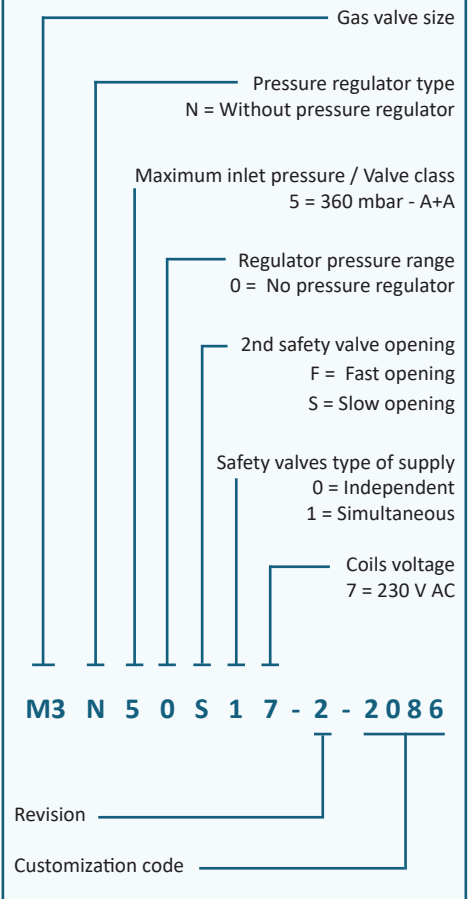 Gas valve size
Pressure regulator type
N = Without pressure regulator
Maximum inlet pressure / Valve class
5 = 360 mbar - A+A
Regulator pressure range
0 = No pressure regulator
2nd safety valve opening
F = Fast opening
S = Slow opening
Safety valves type of supply
0 = Independent
1 = Simultaneous
Coils voltage
7 = 230 V AC
M3 N 5 0 S 1 7 - 2 - 2086
Revision
Customization code